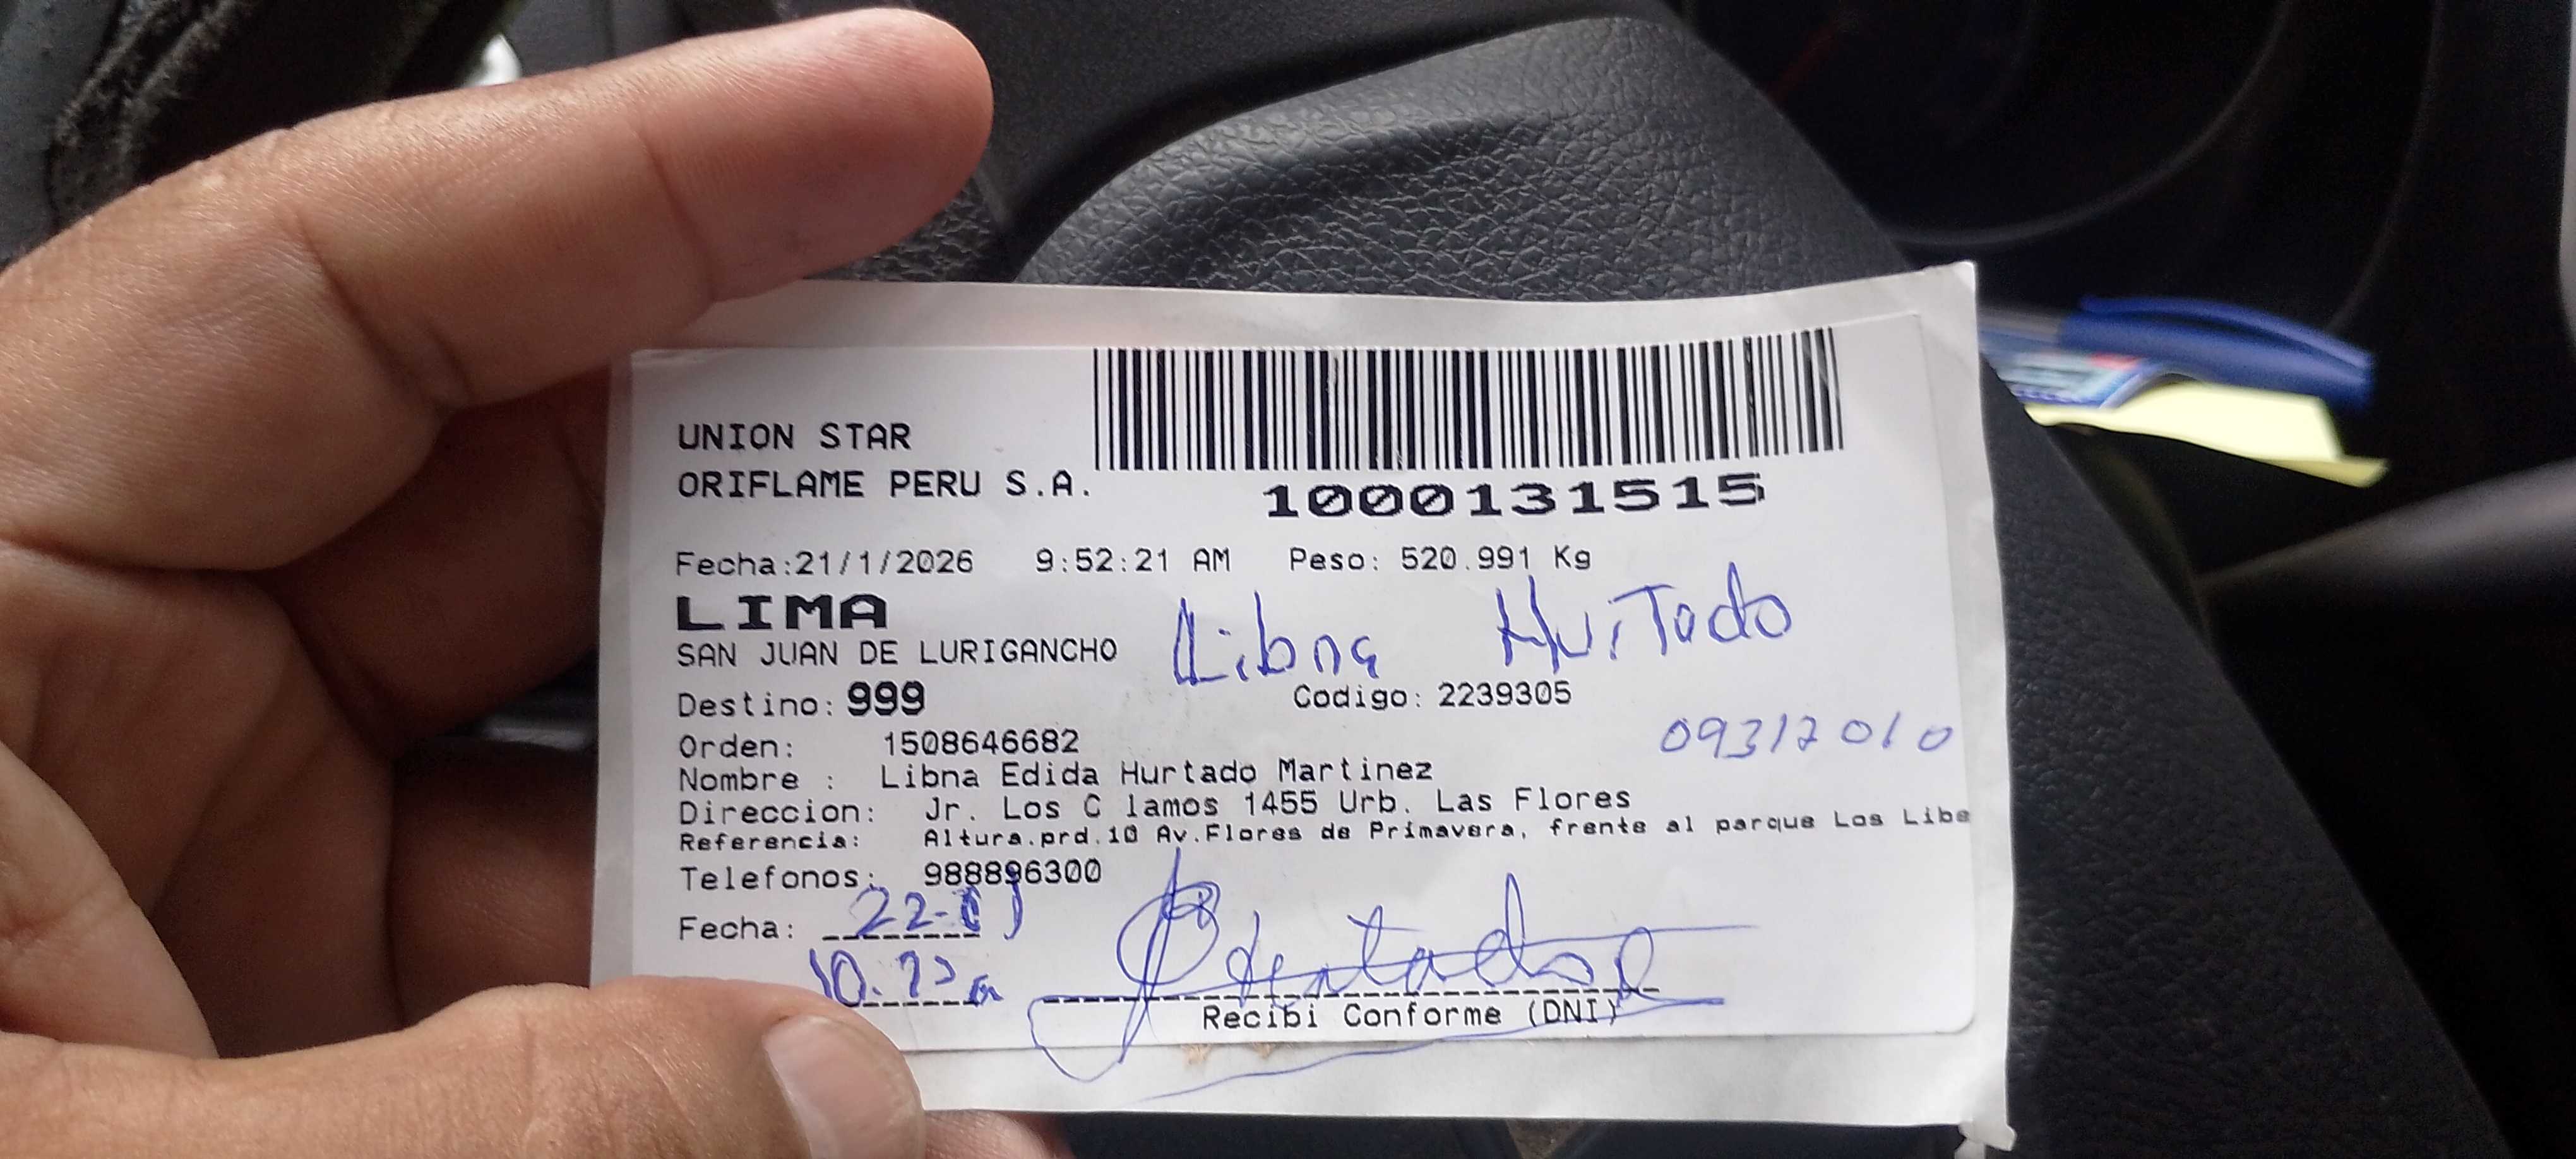 UNION STAR
ORIFLAME PERU S.A.
1000131515
Fecha:21/1/2026 9:52:21 AM Peso: 520.991 Kg
LIMA
SAN JUAN DE LURIGANCHO
Libna Hurtado
Destino: 999 Codigo: 2239305
Orden: 1508646682
09312010
Nombre : Libna Edida Hurtado Martinez
Direccion: Jr. Los C lamos 1455 Urb. Las Flores
Referencia: Altura.prd.10 Av.Flores de Primavera, frente al parque Los Libe
Telefonos: 988896300
Fecha: 22-01
Recibi Conforme (DNI)